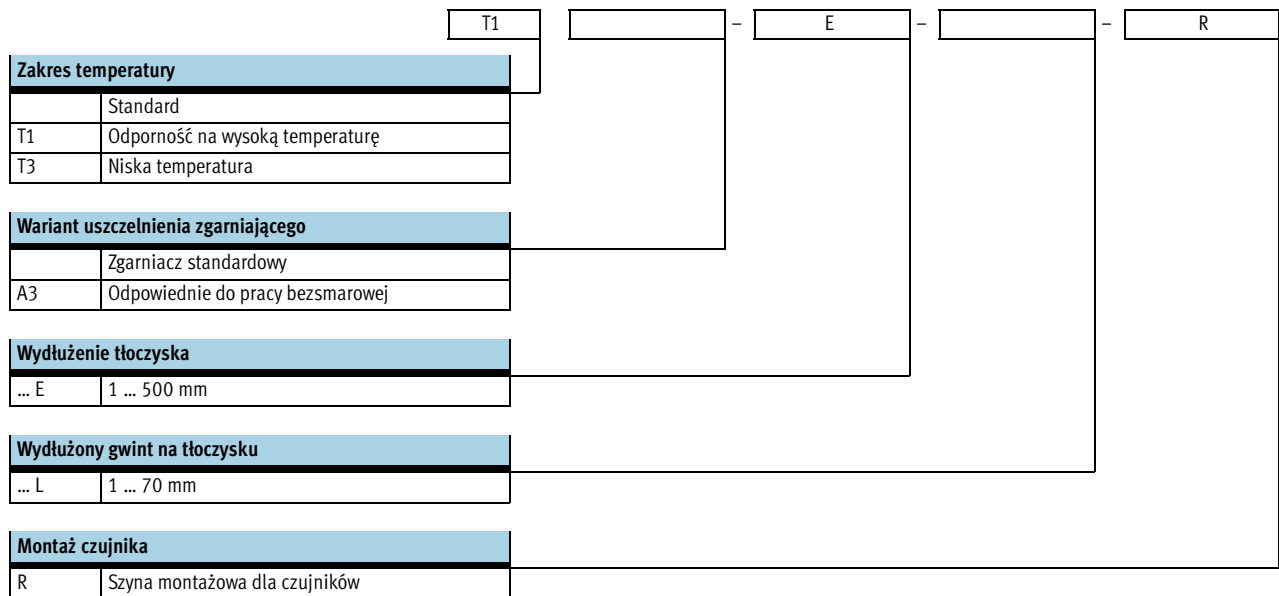 T1 – E – – R
Zakres temperatury
Standard
T1 Odporność na wysoką temperaturę
T3 Niska temperatura
Wariant uszczelnienia zgarniającego
Zgarniacz standardowy
A3 Odpowiednie do pracy bezsmarowej
Wydłużenie tłoczyska
... E 1 ... 500 mm
Wydłużony gwint na tłoczysku
... L 1 ... 70 mm
Montaż czujnika
R Szyna montażowa dla czujników